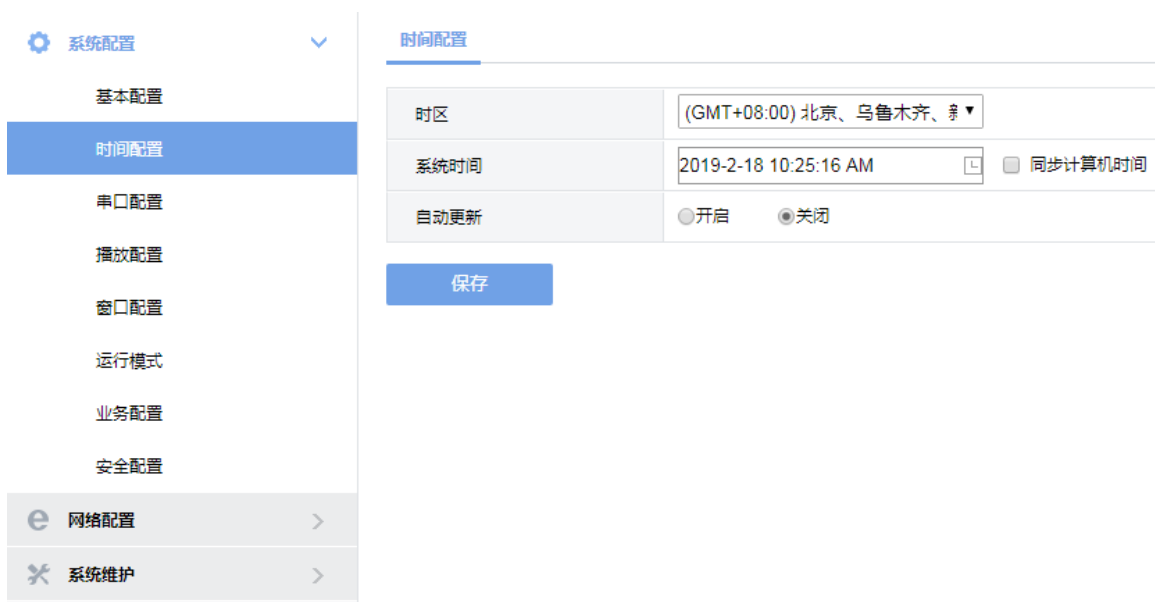 系统配置
基本配置
时间配置
串口配置
播放配置
窗口配置
运行模式
业务配置
安全配置
网络配置
系统维护
时间配置
时区 (GMT+08:00) 北京、乌鲁木齐、
系统时间 2019-2-18 10:25:16 AM 同步计算机时间
自动更新 开启 关闭
保存